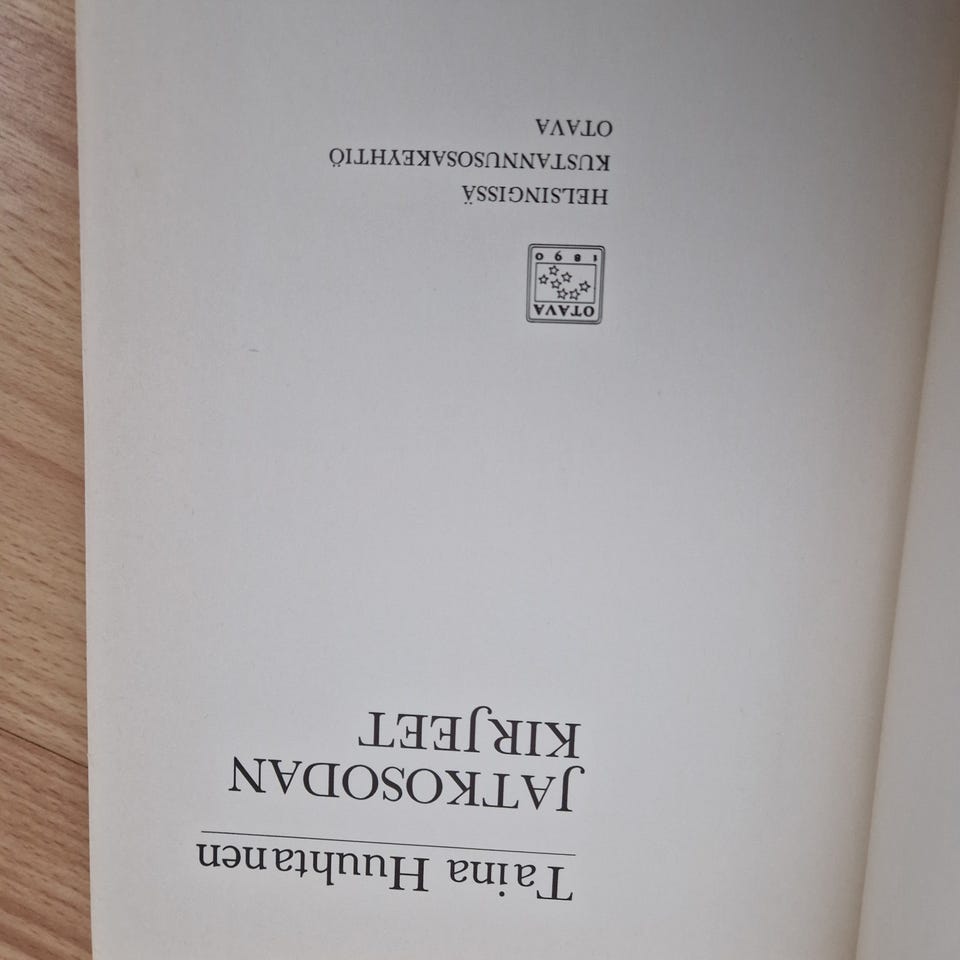 Taina Huuhtanen
JATKOSODAN
KIRJEET
OTAVA
1890
HELSINGISSÄ
KUSTANNUSOSAKEYHTIÖ
OTAVA